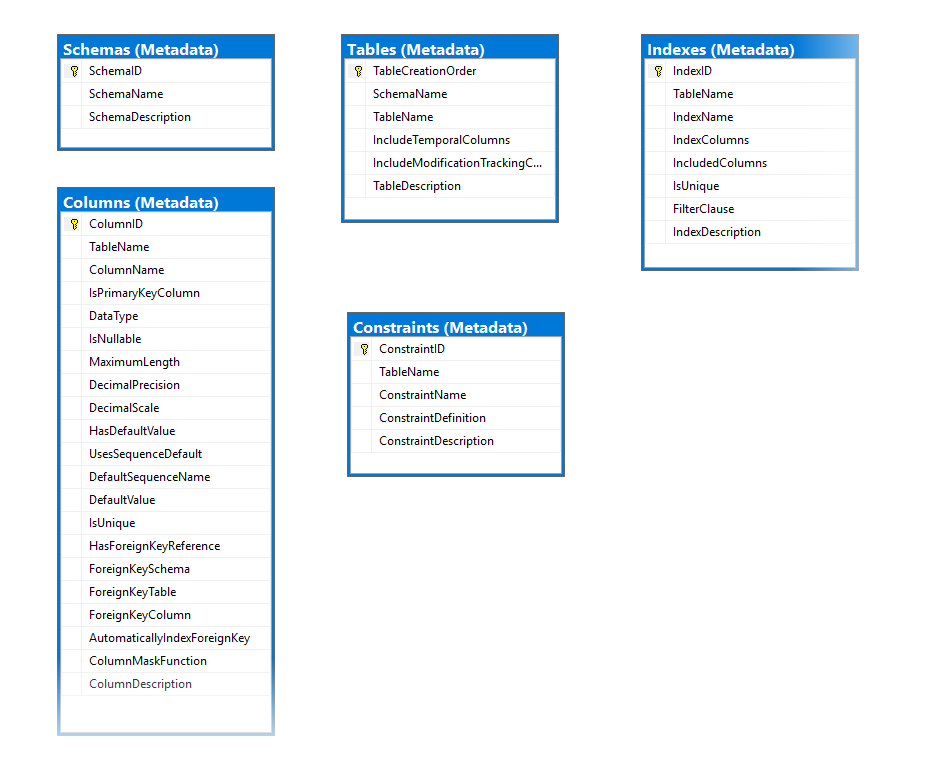 Schemas (Metadata)
SchemaID
SchemaName
SchemaDescription
Tables (Metadata)
TableCreationOrder
SchemaName
TableName
IncludeTemporalColumns
IncludeModificationTrackingC...
TableDescription
Indexes (Metadata)
IndexID
TableName
IndexName
IndexColumns
IncludedColumns
IsUnique
FilterClause
IndexDescription
Columns (Metadata)
ColumnID
TableName
ColumnName
IsPrimaryKeyColumn
DataType
IsNullable
MaximumLength
DecimalPrecision
DecimalScale
HasDefaultValue
UsesSequenceDefault
DefaultSequenceName
DefaultValue
IsUnique
HasForeignKeyReference
ForeignKeySchema
ForeignKeyTable
ForeignKeyColumn
AutomaticallyIndexForeignKey
ColumnMaskFunction
ColumnDescription
Constraints (Metadata)
ConstraintID
TableName
ConstraintName
ConstraintDefinition
ConstraintDescription